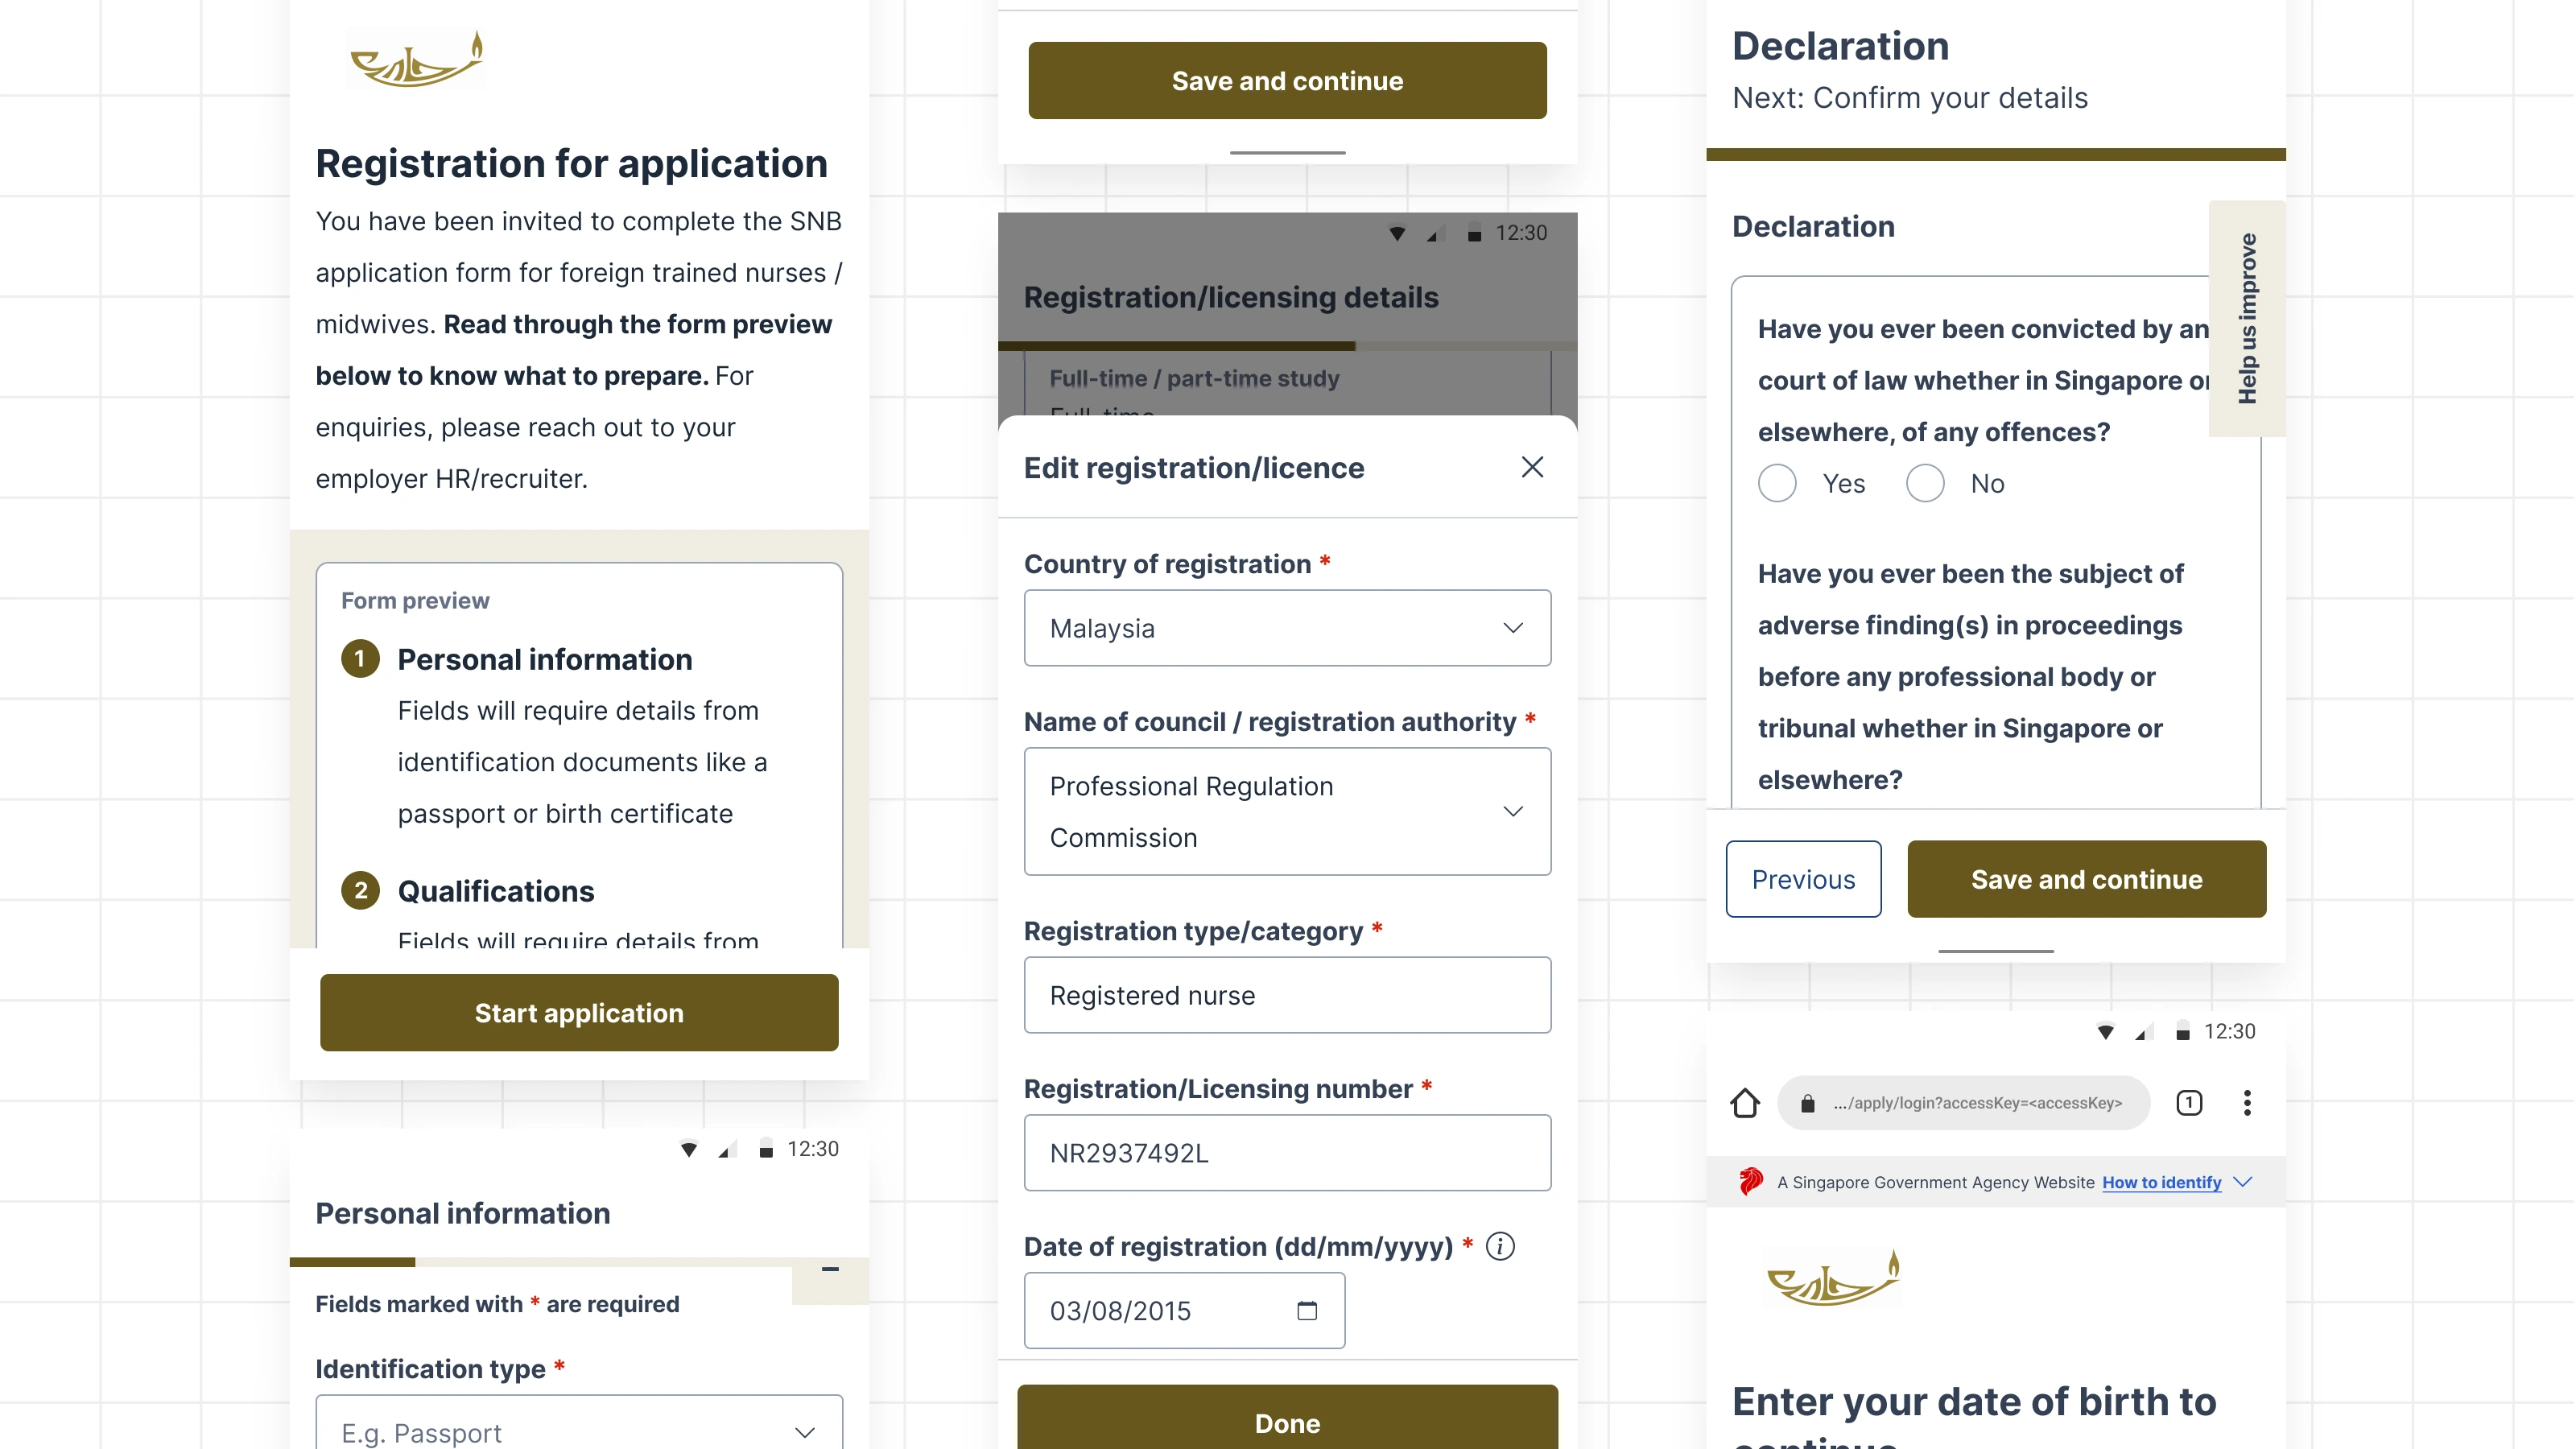 Registration for application
You have been invited to complete the SNB
application form for foreign trained nurses /
midwives. Read through the form preview
below to know what to prepare. For
enquiries, please reach out to your
employer HR/recruiter.
Form preview
1 Personal information
Fields will require details from
identification documents like a
passport or birth certificate
2 Qualifications
Fields will require details from
Start application
12:30
Personal information
Fields marked with * are required
Identification type *
E.g. Passport
Save and continue
12:30
Registration/licensing details
Full-time / part-time study
Full-time
Edit registration/licence
Country of registration *
Malaysia
Name of council / registration authority *
Professional Regulation
Commission
Registration type/category *
Registered nurse
Registration/Licensing number *
NR2937492L
Date of registration (dd/mm/yyyy) * i
03/08/2015
Done
Declaration
Next: Confirm your details
Help us improve
Declaration
Have you ever been convicted by an
court of law whether in Singapore or
elsewhere, of any offences?
Yes No
Have you ever been the subject of
adverse finding(s) in proceedings
before any professional body or
tribunal whether in Singapore or
elsewhere?
Previous Save and continue
12:30
.../apply/login?accessKey=<accessKey> 1
A Singapore Government Agency Website How to identify
Enter your date of birth to
continue